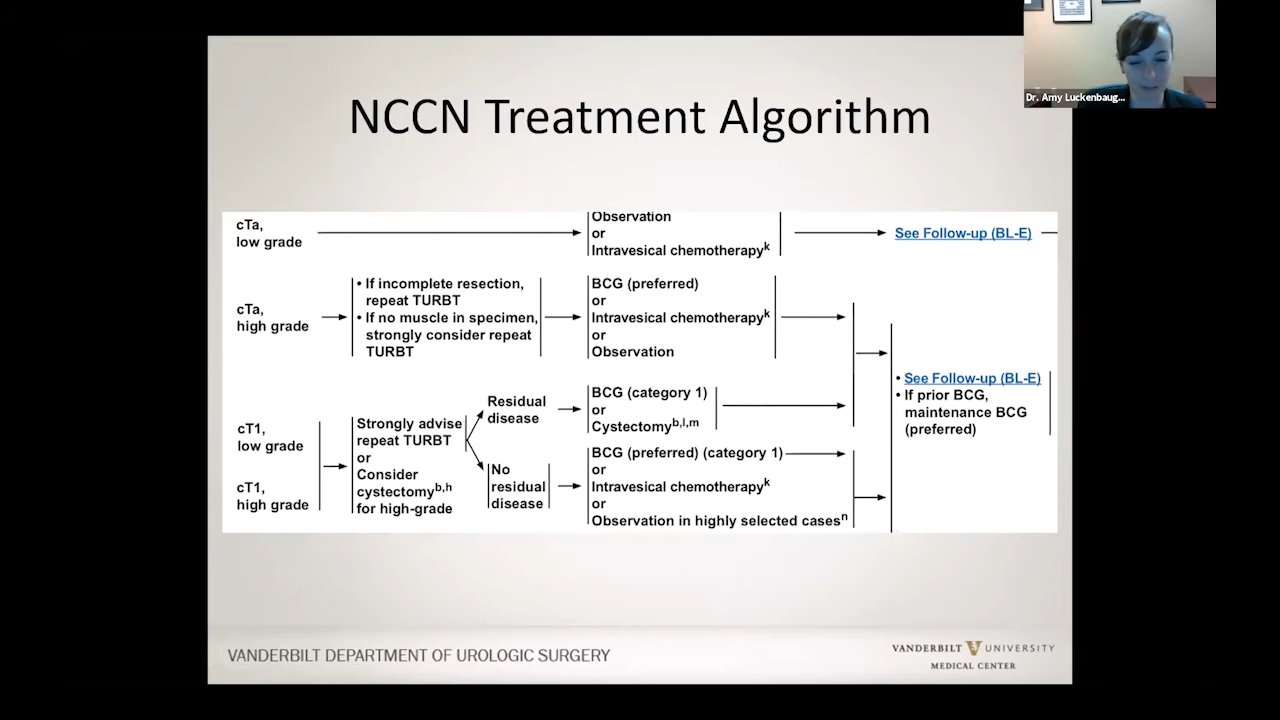 Dr. Amy Luckenbaug...
NCCN Treatment Algorithm
cTa,
low grade
Observation
or
Intravesical chemotherapyᵏ
See Follow-up (BL-E)
cTa,
high grade
• If incomplete resection,
repeat TURBT
• If no muscle in specimen,
strongly consider repeat
TURBT
BCG (preferred)
or
Intravesical chemotherapyᵏ
or
Observation
cT1,
low grade
cT1,
high grade
Strongly advise
repeat TURBT
or
Consider
cystectomyᵇ,ʰ
for high-grade
Residual
disease
BCG (category 1)
or
Cystectomyᵇ,ˡ,ᵐ
No
residual
disease
BCG (preferred) (category 1)
or
Intravesical chemotherapyᵏ
or
Observation in highly selected casesⁿ
• See Follow-up (BL-E)
• If prior BCG,
maintenance BCG
(preferred)
VANDERBILT DEPARTMENT OF UROLOGIC SURGERY
VANDERBILT V UNIVERSITY
MEDICAL CENTER